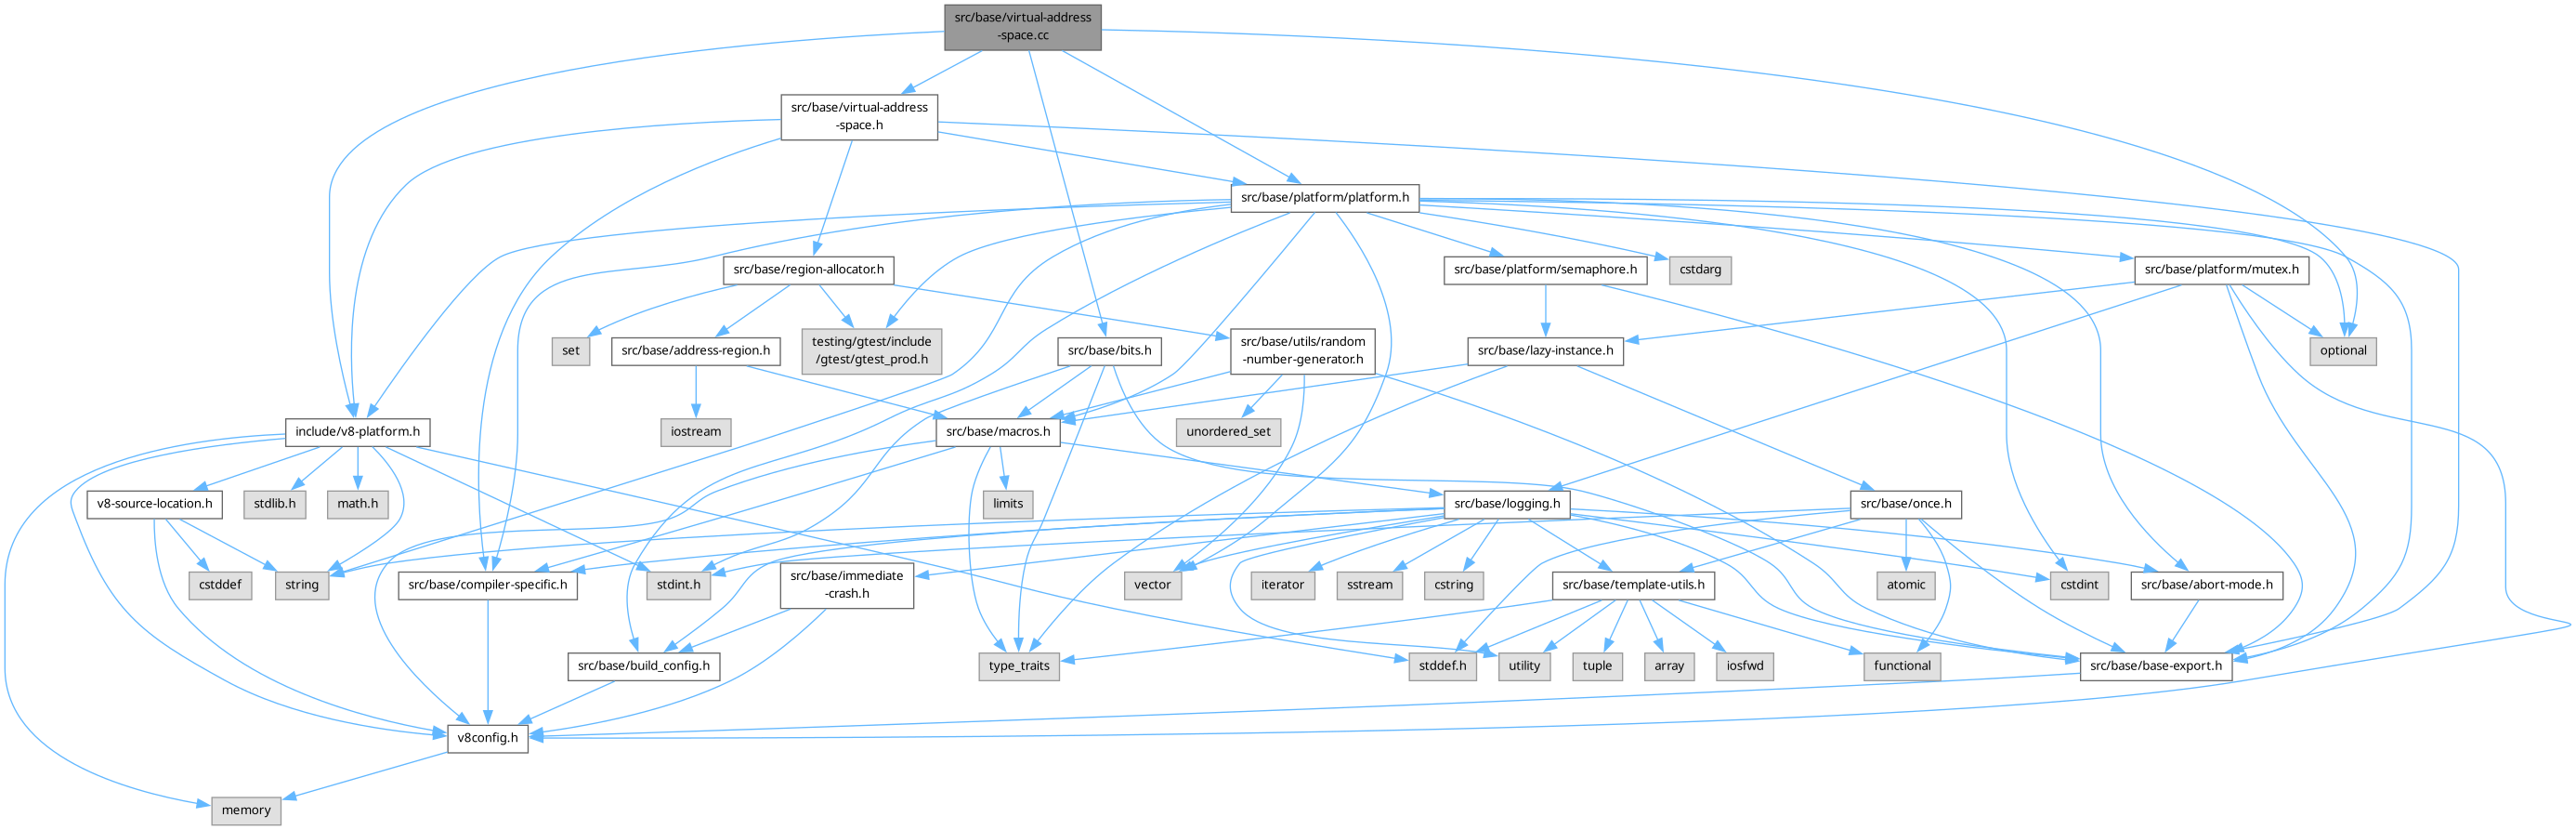 src/base/virtual-address
-space.cc
src/base/virtual-address
-space.h
src/base/platform/platform.h
src/base/region-allocator.h
src/base/platform/semaphore.h
cstdarg
src/base/platform/mutex.h
set
src/base/address-region.h
testing/gtest/include
/gtest/gtest_prod.h
src/base/bits.h
src/base/utils/random
-number-generator.h
src/base/lazy-instance.h
optional
include/v8-platform.h
iostream
src/base/macros.h
unordered_set
v8-source-location.h
stdlib.h
math.h
limits
src/base/logging.h
src/base/once.h
cstddef
string
src/base/compiler-specific.h
stdint.h
src/base/immediate
-crash.h
vector
iterator
sstream
cstring
src/base/template-utils.h
atomic
cstdint
src/base/abort-mode.h
src/base/build_config.h
type_traits
stddef.h
utility
tuple
array
iosfwd
functional
src/base/base-export.h
v8config.h
memory